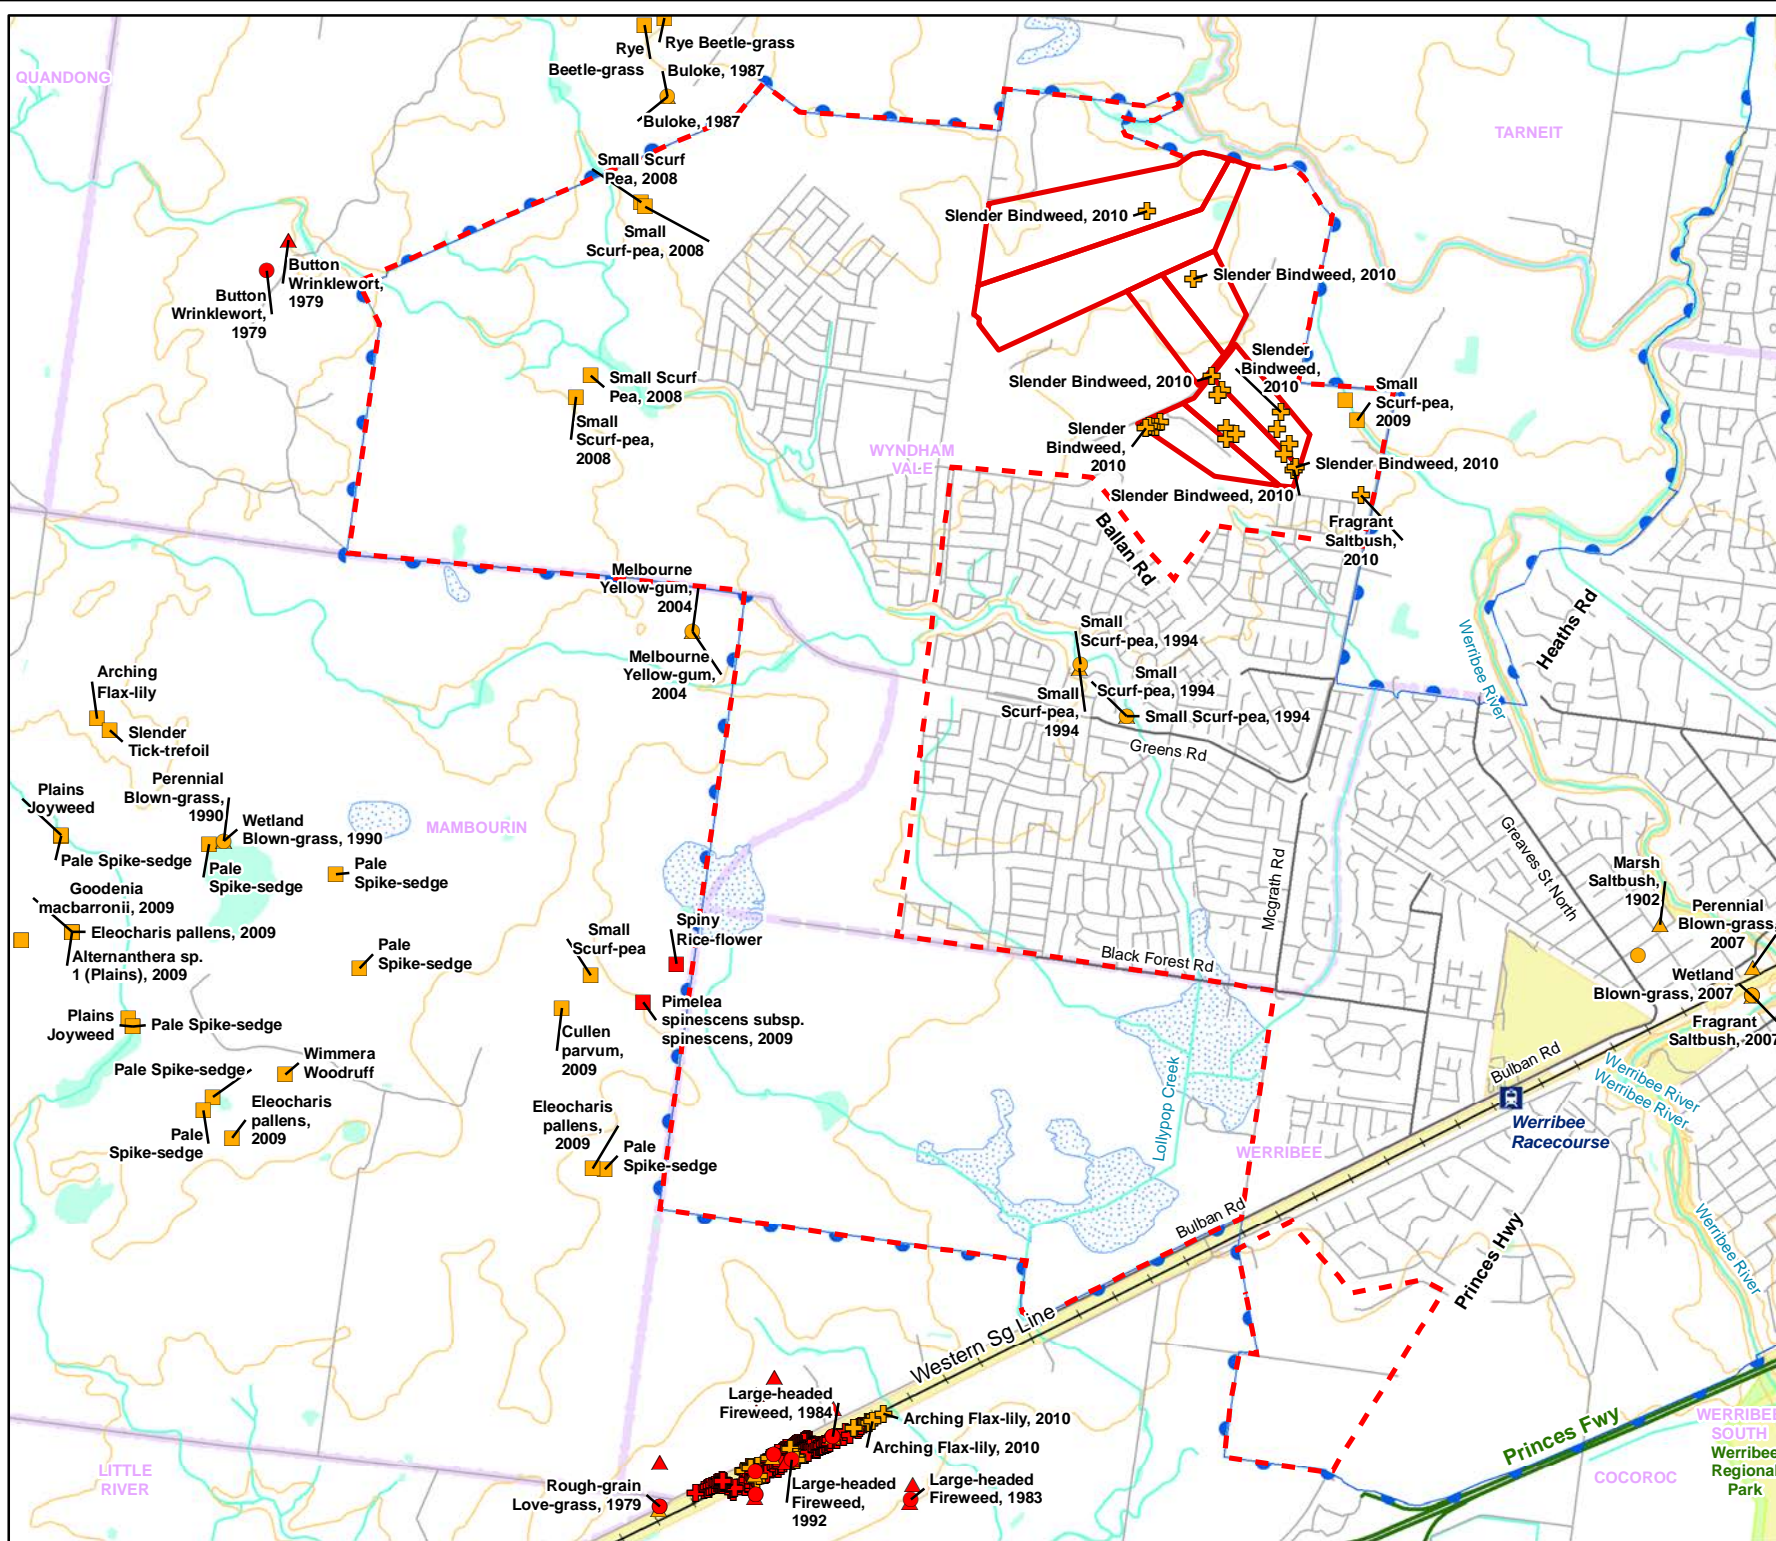 Rye Beetle-grass
Rye
Beetle-grass
Buloke, 1987
Buloke, 1987
QUANDONG
TARNEIT
Small Scurf
Pea, 2008
Small
Scurf-pea, 2008
Slender Bindweed, 2010
Slender Bindweed, 2010
Button
Wrinklewort,
1979
Button
Wrinklewort,
1979
Slender
Bindweed,
2010
Slender Bindweed, 2010
Small Scurf
Pea, 2008
Small
Scurf-pea,
2009
Small
Scurf-pea,
2008
Slender
Bindweed,
2010
WYNDHAM
VALE
Slender Bindweed, 2010
Slender Bindweed, 2010
Ballan Rd
Fragrant
Saltbush,
2010
Melbourne
Yellow-gum,
2004
Heaths Rd
Werribee River
Small
Scurf-pea, 1994
Melbourne
Yellow-gum,
2004
Small
Scurf-pea, 1994
Small
Scurf-pea,
1994
Small Scurf-pea, 1994
Greens Rd
Arching
Flax-lily
Slender
Tick-trefoil
Perennial
Blown-grass,
1990
Plains
Joyweed
Wetland
Blown-grass, 1990
MAMBOURIN
Pale Spike-sedge
Pale
Spike-sedge
Pale
Spike-sedge
Greaves St North
Mcgrath Rd
Marsh
Saltbush,
1902
Goodenia
macbarronii, 2009
Perennial
Blown-grass,
2007
Eleocharis pallens, 2009
Small
Scurf-pea
Spiny
Rice-flower
Alternanthera sp.
1 (Plains), 2009
Pale
Spike-sedge
Black Forest Rd
Wetland
Blown-grass, 2007
Plains
Joyweed
Pale Spike-sedge
Pimelea
spinescens subsp.
spinescens, 2009
Cullen
parvum,
2009
Fragrant
Saltbush, 2007
Wimmera
Woodruff
Pale Spike-sedge
Bulban Rd
Werribee River
Werribee River
Lollypop Creek
Eleocharis
pallens,
2009
Eleocharis
pallens,
2009
Werribee
Racecourse
Pale
Spike-sedge
Pale
Spike-sedge
WERRIBEE
Bulban Rd
Werribee River
Princes Hwy
Western Sg Line
Large-headed
Fireweed, 1984
Arching Flax-lily, 2010
Arching Flax-lily, 2010
Princes Fwy
WERRIBEE
SOUTH
Werribee
Regional
Park
LITTLE
RIVER
COCOROC
Rough-grain
Love-grass, 1979
Large-headed
Fireweed,
1992
Large-headed
Fireweed, 1983